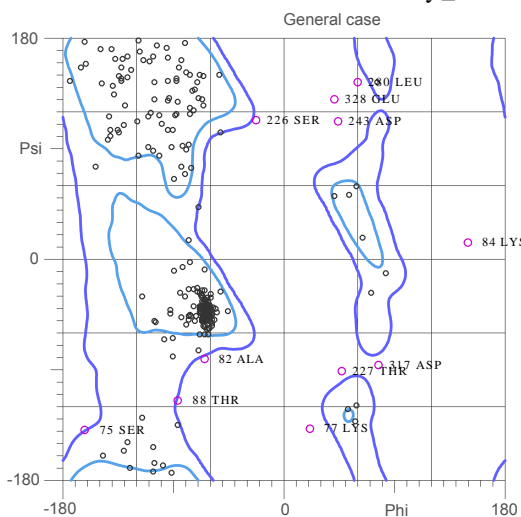 General case
180
280 LEU
328 GLU
226 SER
243 ASP
Psi
84 LYS
0
82 ALA
317 ASP
227 THR
88 THR
75 SER
77 LYS
-180
-180
0
Phi
180